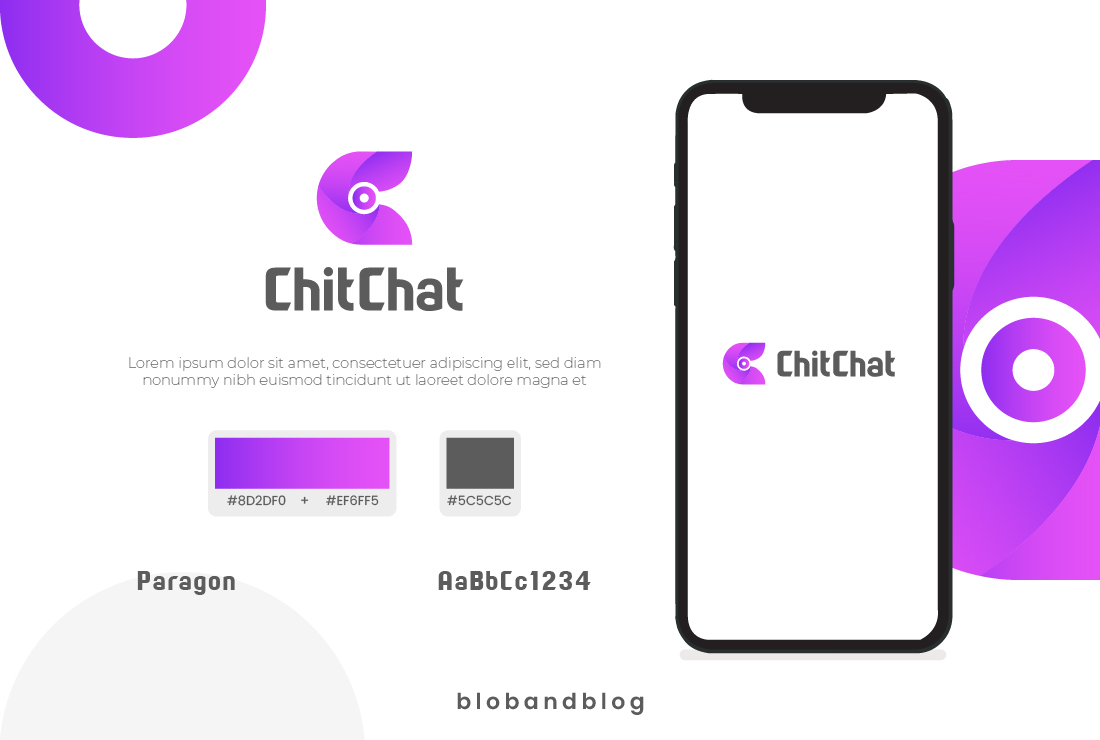 ChitChat
Lorem ipsum dolor sit amet, consectetuer adipiscing elit, sed diam
nonummy nibh euismod tincidunt ut laoreet dolore magna et
#8D2DF0 + #EF6FF5
#5C5C5C
Paragon
AaBbCc1234
ChitChat
blobandblog